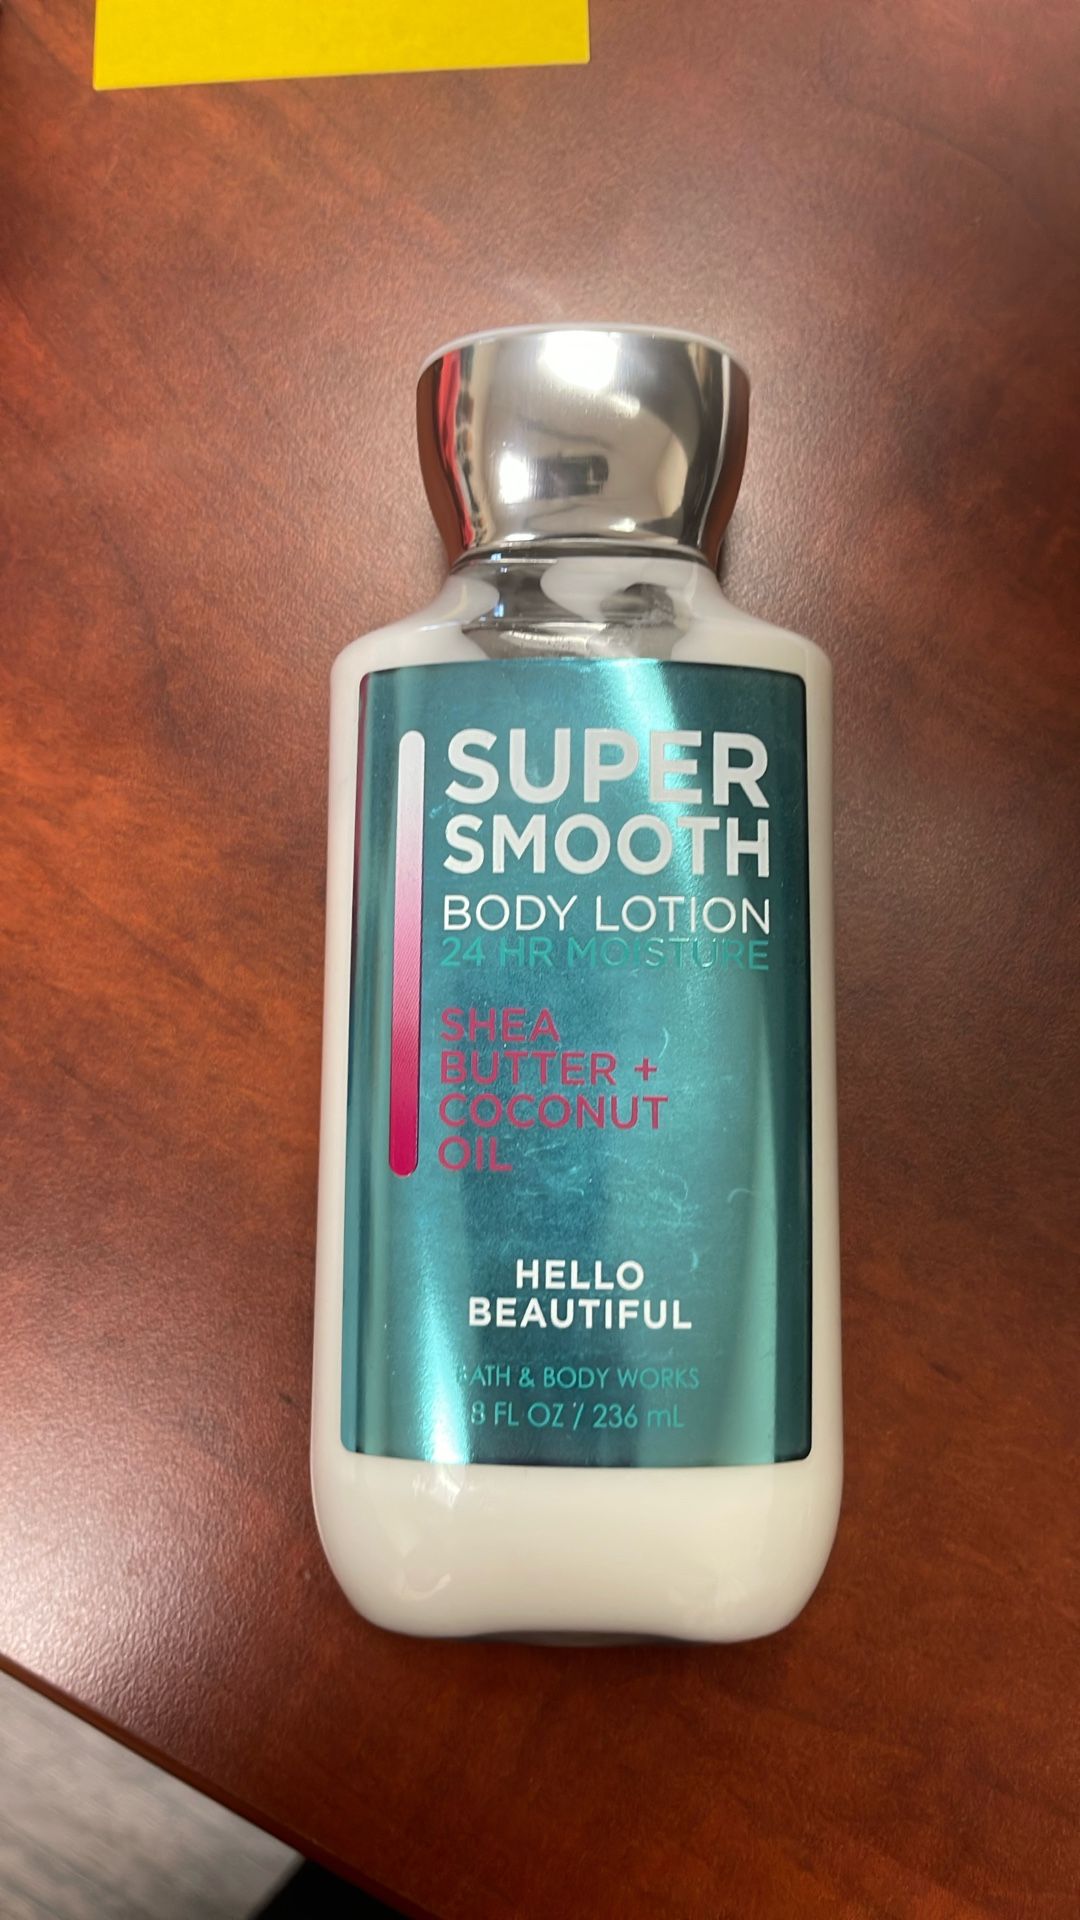 SUPER
SMOOTH
BODY LOTION
24 HR MOISTURE
SHEA
BUTTER +
COCONUT
OIL
HELLO
BEAUTIFUL
BATH & BODY WORKS
8 FL OZ / 236 mL